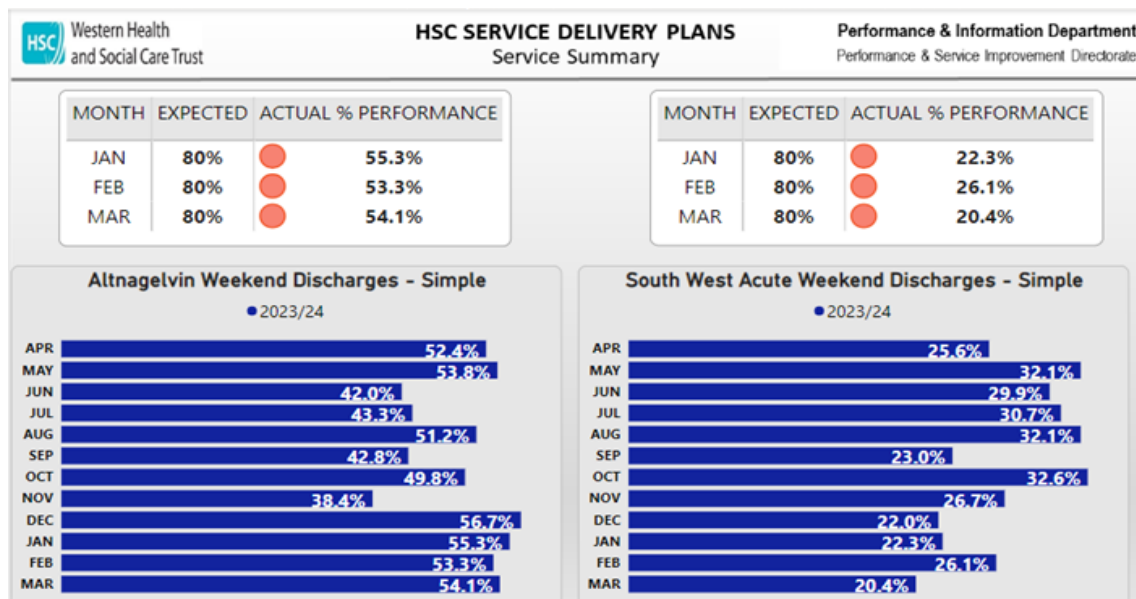 HSC
Western Health
and Social Care Trust
HSC SERVICE DELIVERY PLANS
Service Summary
Performance & Information Department
Performance & Service Improvement Directorate
MONTH EXPECTED ACTUAL % PERFORMANCE
JAN 80% 55.3%
FEB 80% 53.3%
MAR 80% 54.1%
MONTH EXPECTED ACTUAL % PERFORMANCE
JAN 80% 22.3%
FEB 80% 26.1%
MAR 80% 20.4%
Altnagelvin Weekend Discharges - Simple
2023/24
APR 52.4%
MAY 53.8%
JUN 42.0%
JUL 43.3%
AUG 51.2%
SEP 42.8%
OCT 49.8%
NOV 38.4%
DEC 56.7%
JAN 55.3%
FEB 53.3%
MAR 54.1%
South West Acute Weekend Discharges - Simple
2023/24
APR 25.6%
MAY 32.1%
JUN 29.9%
JUL 30.7%
AUG 32.1%
SEP 23.0%
OCT 32.6%
NOV 26.7%
DEC 22.0%
JAN 22.3%
FEB 26.1%
MAR 20.4%